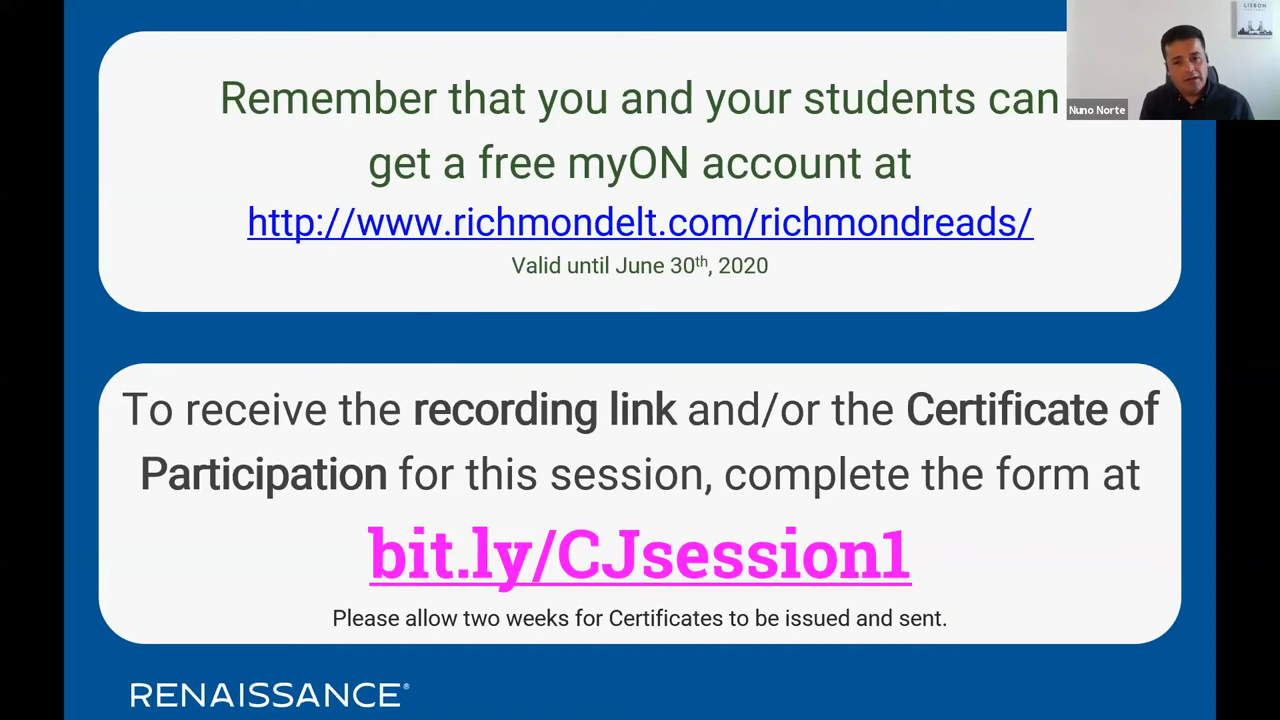 Remember that you and your students can
get a free myON account at
http://www.richmondelt.com/richmondreads/
Valid until June 30th, 2020
To receive the recording link and/or the Certificate of
Participation for this session, complete the form at
bit.ly/CJsession1
Please allow two weeks for Certificates to be issued and sent.
RENAISSANCE®
LISBON
Nuno Norte